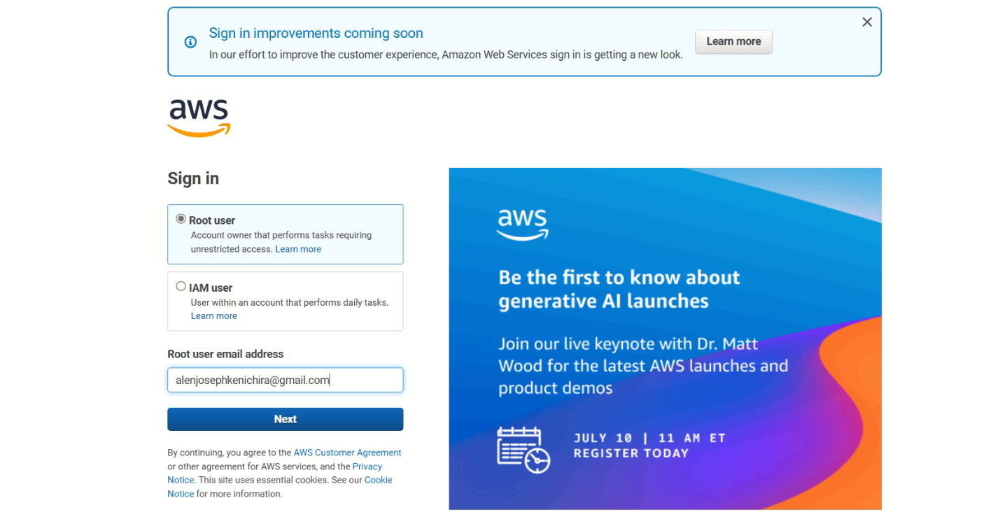 Sign in improvements coming soon
In our effort to improve the customer experience, Amazon Web Services sign in is getting a new look.
Learn more
aws
Sign in
Root user
Account owner that performs tasks requiring
unrestricted access. Learn more
IAM user
User within an account that performs daily tasks.
Learn more
Root user email address
alenjosephkenichira@gmail.com
Next
By continuing, you agree to the AWS Customer Agreement
or other agreement for AWS services, and the Privacy
Notice. This site uses essential cookies. See our Cookie
Notice for more information.
aws
Be the first to know about
generative AI launches
Join our live keynote with Dr. Matt
Wood for the latest AWS launches and
product demos
JULY 10 | 11 AM ET
REGISTER TODAY